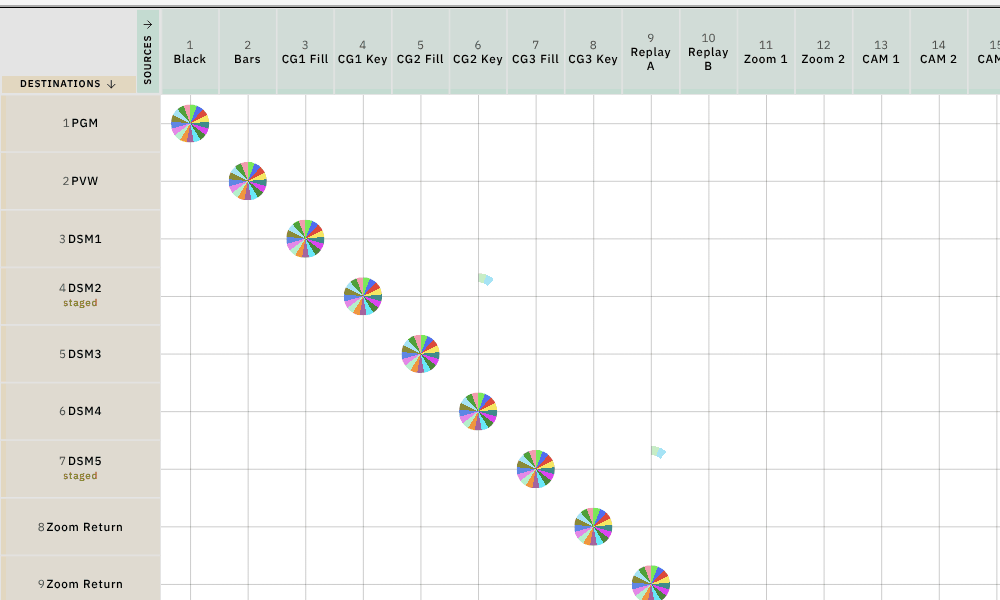 SOURCES →
DESTINATIONS ↓
1 Black
2 Bars
3 CG1 Fill
4 CG1 Key
5 CG2 Fill
6 CG2 Key
7 CG3 Fill
8 CG3 Key
9 Replay A
10 Replay B
11 Zoom 1
12 Zoom 2
13 CAM 1
14 CAM 2
15 CAM
1 PGM
2 PVW
3 DSM1
4 DSM2
staged
5 DSM3
6 DSM4
7 DSM5
staged
8 Zoom Return
9 Zoom Return